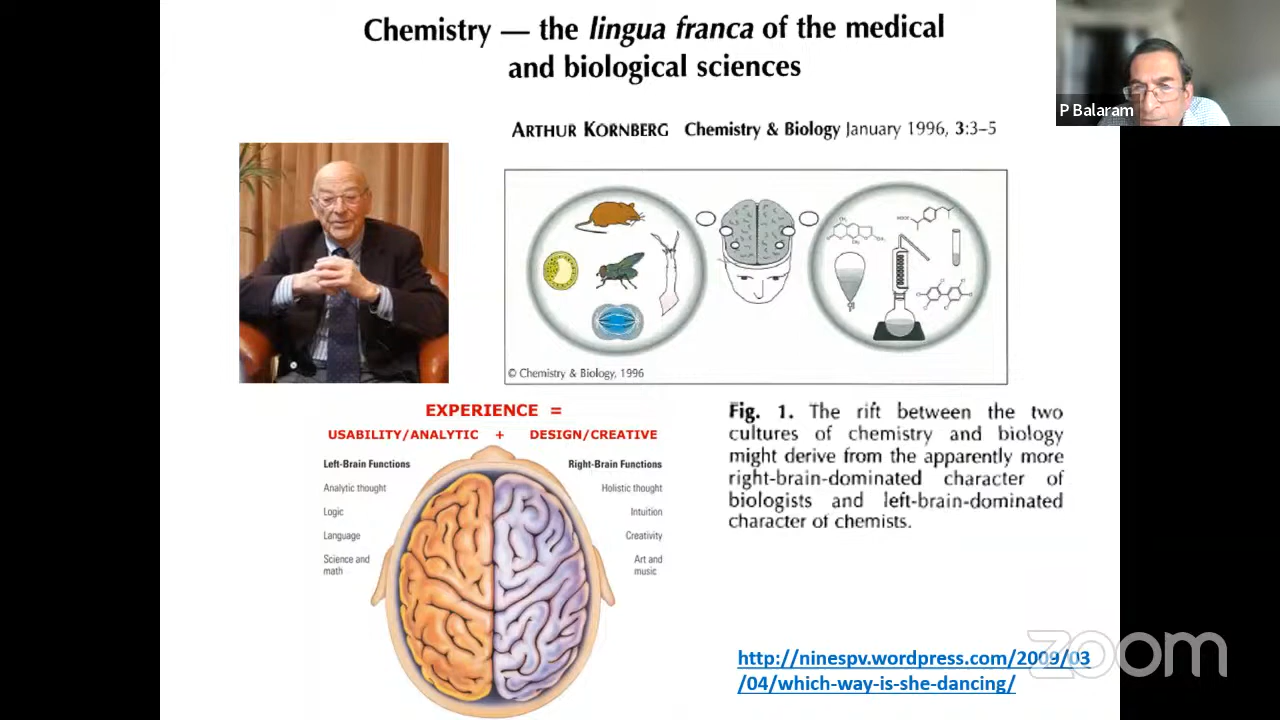 Chemistry — the lingua franca of the medical
and biological sciences
P Balaram
ARTHUR KORNBERG Chemistry & Biology January 1996, 3:3–5
© Chemistry & Biology, 1996
EXPERIENCE =
USABILITY/ANALYTIC + DESIGN/CREATIVE
Left-Brain Functions
Analytic thought
Logic
Language
Science and
math
Right-Brain Functions
Holistic thought
Intuition
Creativity
Art and
music
Fig. 1. The rift between the two
cultures of chemistry and biology
might derive from the apparently more
right-brain-dominated character of
biologists and left-brain-dominated
character of chemists.
http://ninespv.wordpress.com/2009/03
/04/which-way-is-she-dancing/
zoom